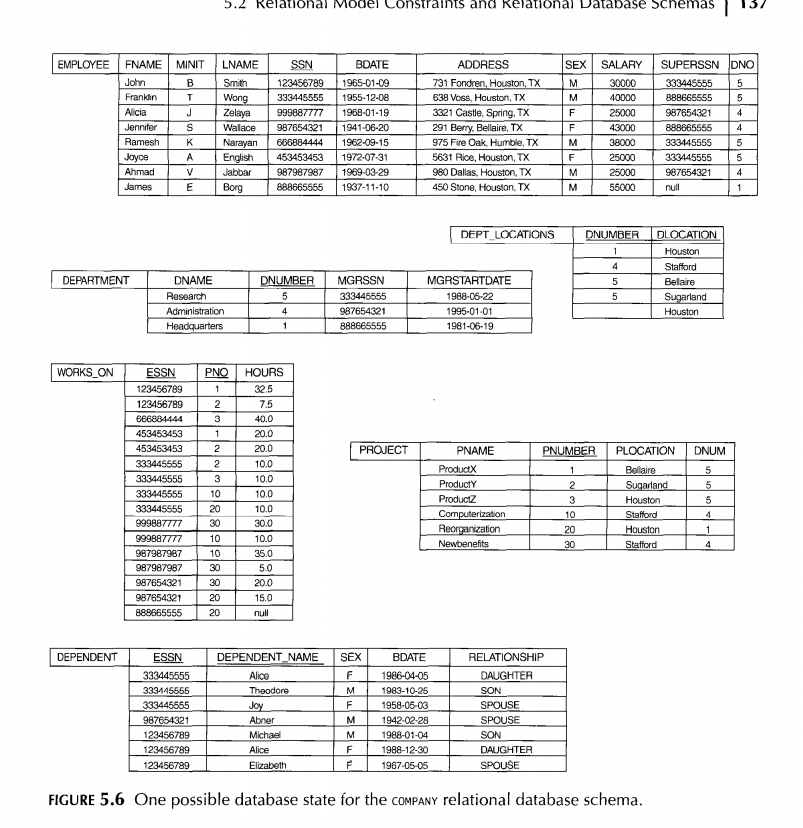 5.2 Relational Model Constraints and Relational Database Schemas | 137
EMPLOYEE FNAME MINIT LNAME SSN BDATE ADDRESS SEX SALARY SUPERSSN DNO
John B Smith 123456789 1965-01-09 731 Fondren, Houston, TX M 30000 333445555 5
Franklin T Wong 333445555 1955-12-08 638 Voss, Houston, TX M 40000 888665555 5
Alicia J Zelaya 999887777 1968-01-19 3321 Castle, Spring, TX F 25000 987654321 4
Jennifer S Wallace 987654321 1941-06-20 291 Berry, Bellaire, TX F 43000 888665555 4
Ramesh K Narayan 666884444 1962-09-15 975 Fire Oak, Humble, TX M 38000 333445555 5
Joyce A English 453453453 1972-07-31 5631 Rice, Houston, TX F 25000 333445555 5
Ahmad V Jabbar 987987987 1969-03-29 980 Dallas, Houston, TX M 25000 987654321 4
James E Borg 888665555 1937-11-10 450 Stone, Houston, TX M 55000 null 1
DEPT_LOCATIONS DNUMBER DLOCATION
1 Houston
4 Stafford
5 Bellaire
5 Sugarland
Houston
DEPARTMENT DNAME DNUMBER MGRSSN MGRSTARTDATE
Research 5 333445555 1988-05-22
Administration 4 987654321 1995-01-01
Headquarters 1 888665555 1981-06-19
WORKS_ON ESSN PNO HOURS
123456789 1 32.5
123456789 2 7.5
666884444 3 40.0
453453453 1 20.0
453453453 2 20.0
333445555 2 10.0
333445555 3 10.0
333445555 10 10.0
333445555 20 10.0
999887777 30 30.0
999887777 10 10.0
987987987 10 35.0
987987987 30 5.0
987654321 30 20.0
987654321 20 15.0
888665555 20 null
PROJECT PNAME PNUMBER PLOCATION DNUM
ProductX 1 Bellaire 5
ProductY 2 Sugarland 5
ProductZ 3 Houston 5
Computerization 10 Stafford 4
Reorganization 20 Houston 1
Newbenefits 30 Stafford 4
DEPENDENT ESSN DEPENDENT_NAME SEX BDATE RELATIONSHIP
333445555 Alice F 1986-04-05 DAUGHTER
333445555 Theodore M 1983-10-25 SON
333445555 Joy F 1958-05-03 SPOUSE
987654321 Abner M 1942-02-28 SPOUSE
123456789 Michael M 1988-01-04 SON
123456789 Alice F 1988-12-30 DAUGHTER
123456789 Elizabeth F 1967-05-05 SPOUSE
FIGURE 5.6 One possible database state for the COMPANY relational database schema.